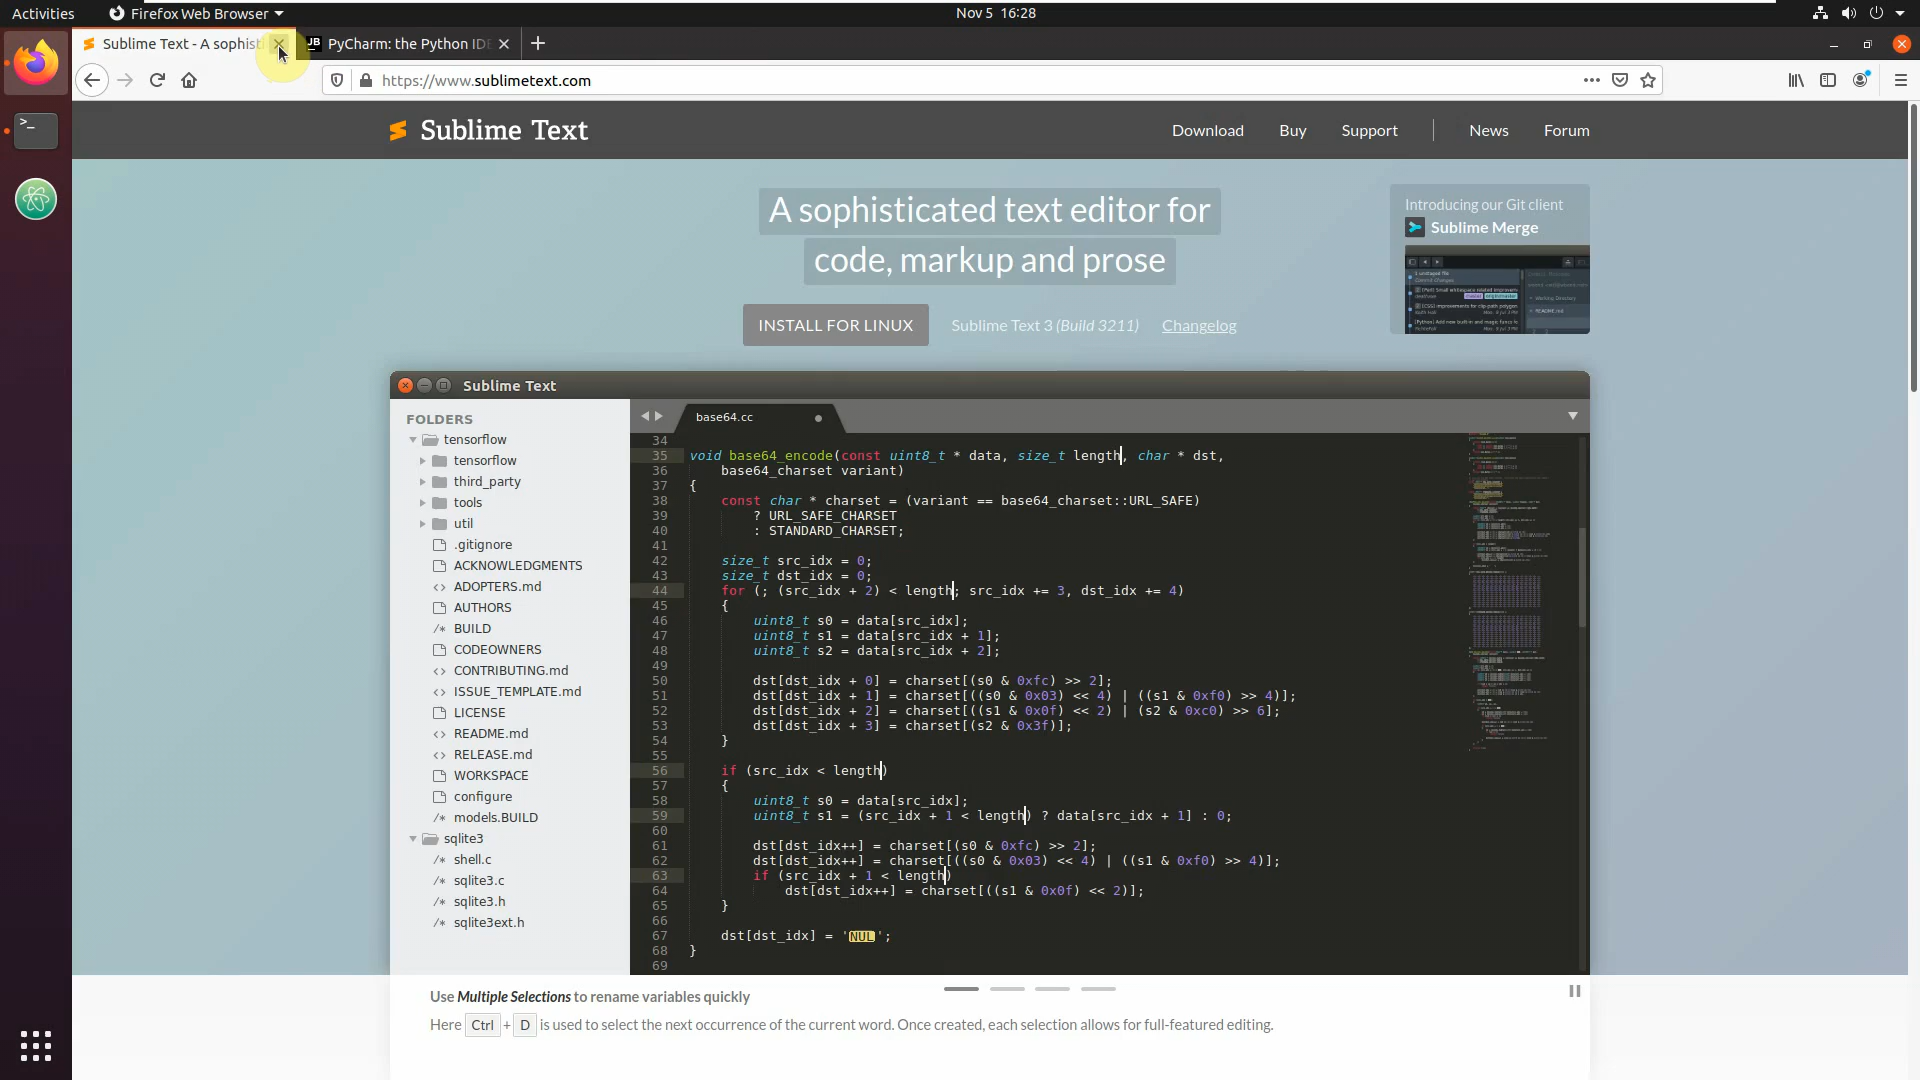 Activities
Firefox Web Browser
Nov 5 16:28
Sublime Text - A sophisti
PyCharm: the Python IDE
https://www.sublimetext.com
Sublime Text
Download
Buy
Support
News
Forum
A sophisticated text editor for
code, markup and prose
INSTALL FOR LINUX
Sublime Text 3 (Build 3211)
Changelog
Introducing our Git client
Sublime Merge
Sublime Text
FOLDERS
tensorflow
tensorflow
third_party
tools
util
.gitignore
ACKNOWLEDGMENTS
ADOPTERS.md
AUTHORS
BUILD
CODEOWNERS
CONTRIBUTING.md
ISSUE_TEMPLATE.md
LICENSE
README.md
RELEASE.md
WORKSPACE
configure
models.BUILD
sqlite3
shell.c
sqlite3.c
sqlite3.h
sqlite3ext.h
base64.cc
34
35 void base64_encode(const uint8_t * data, size_t length, char * dst,
36 base64_charset variant)
37 {
38 const char * charset = (variant == base64_charset::URL_SAFE)
39 ? URL_SAFE_CHARSET
40 : STANDARD_CHARSET;
41
42 size_t src_idx = 0;
43 size_t dst_idx = 0;
44 for (; (src_idx + 2) < length; src_idx += 3, dst_idx += 4)
45 {
46 uint8_t s0 = data[src_idx];
47 uint8_t s1 = data[src_idx + 1];
48 uint8_t s2 = data[src_idx + 2];
49
50 dst[dst_idx + 0] = charset[(s0 & 0xfc) >> 2];
51 dst[dst_idx + 1] = charset[((s0 & 0x03) << 4) | ((s1 & 0xf0) >> 4)];
52 dst[dst_idx + 2] = charset[((s1 & 0x0f) << 2) | (s2 & 0xc0) >> 6];
53 dst[dst_idx + 3] = charset[(s2 & 0x3f)];
54 }
55
56 if (src_idx < length)
57 {
58 uint8_t s0 = data[src_idx];
59 uint8_t s1 = (src_idx + 1 < length) ? data[src_idx + 1] : 0;
60
61 dst[dst_idx++] = charset[(s0 & 0xfc) >> 2];
62 dst[dst_idx++] = charset[((s0 & 0x03) << 4) | ((s1 & 0xf0) >> 4)];
63 if (src_idx + 1 < length)
64 dst[dst_idx++] = charset[((s1 & 0x0f) << 2)];
65 }
66
67 dst[dst_idx] = 'NUL';
68 }
69
Use Multiple Selections to rename variables quickly
Here Ctrl + D is used to select the next occurrence of the current word. Once created, each selection allows for full-featured editing.